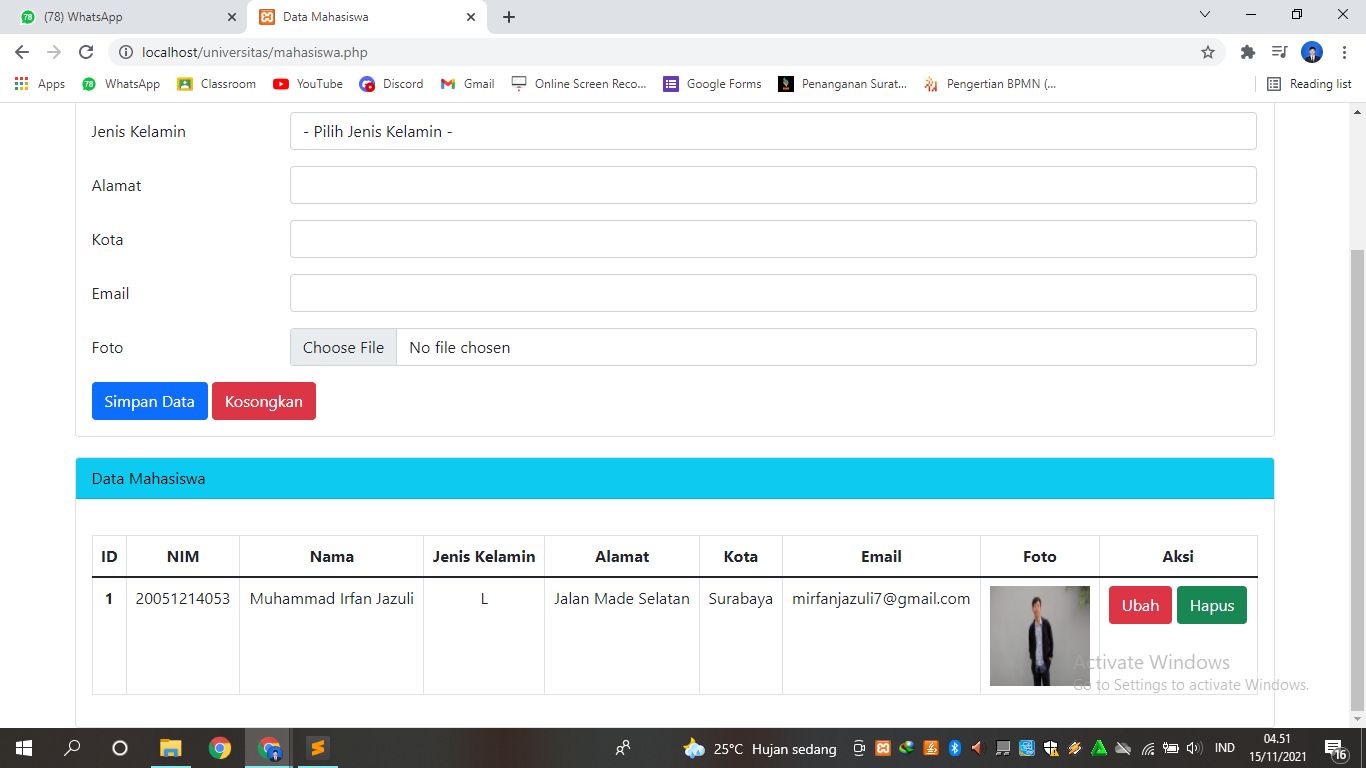 (78) WhatsApp
Data Mahasiswa
localhost/universitas/mahasiswa.php
Apps
78 WhatsApp
Classroom
YouTube
Discord
Gmail
Online Screen Reco...
Google Forms
Penanganan Surat...
Pengertian BPMN (...
Reading list
Jenis Kelamin
- Pilih Jenis Kelamin -
Alamat
Kota
Email
Foto
Choose File No file chosen
Simpan Data Kosongkan
Data Mahasiswa
ID NIM Nama Jenis Kelamin Alamat Kota Email Foto Aksi
1 20051214053 Muhammad Irfan Jazuli L Jalan Made Selatan Surabaya mirfanjazuli7@gmail.com Ubah Hapus
Activate Windows
Go to Settings to activate Windows.
25°C Hujan sedang
IND
04.51
15/11/2021
16